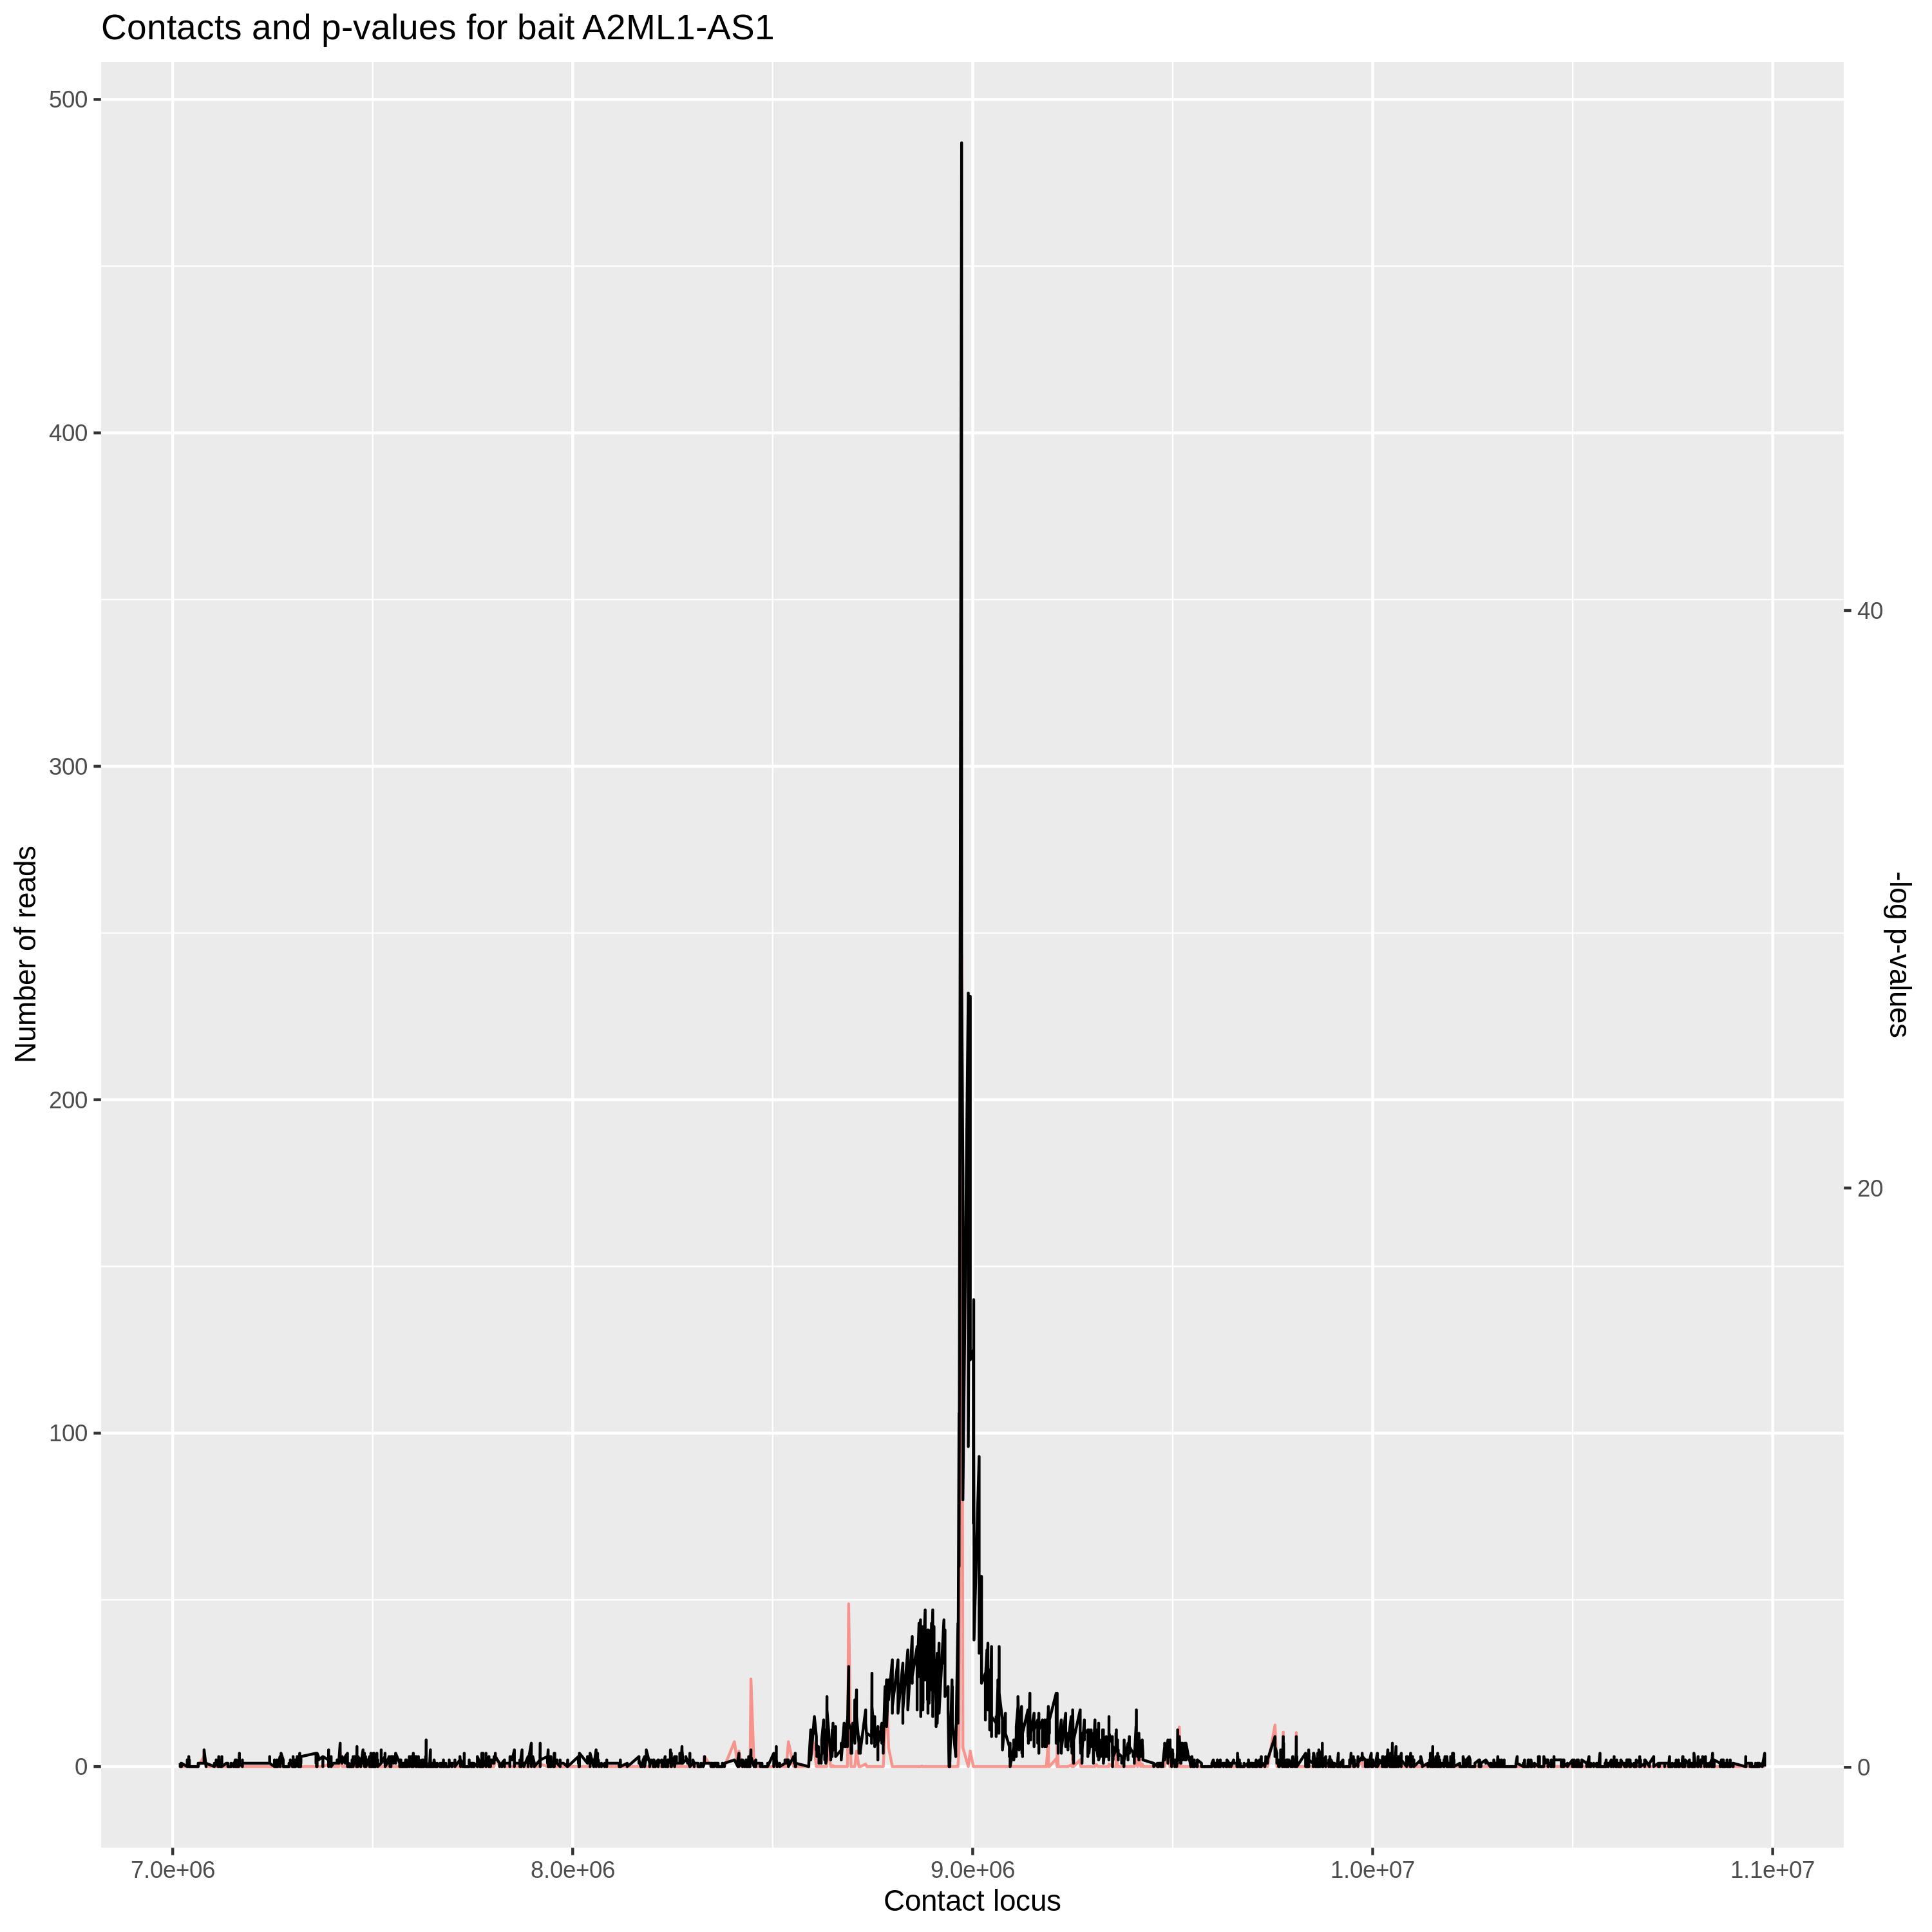 Contacts and p-values for bait A2ML1-AS1
500
400
300
200
100
0
Number of reads
40
20
0
-log p-values
7.0e+06
8.0e+06
9.0e+06
1.0e+07
1.1e+07
Contact locus